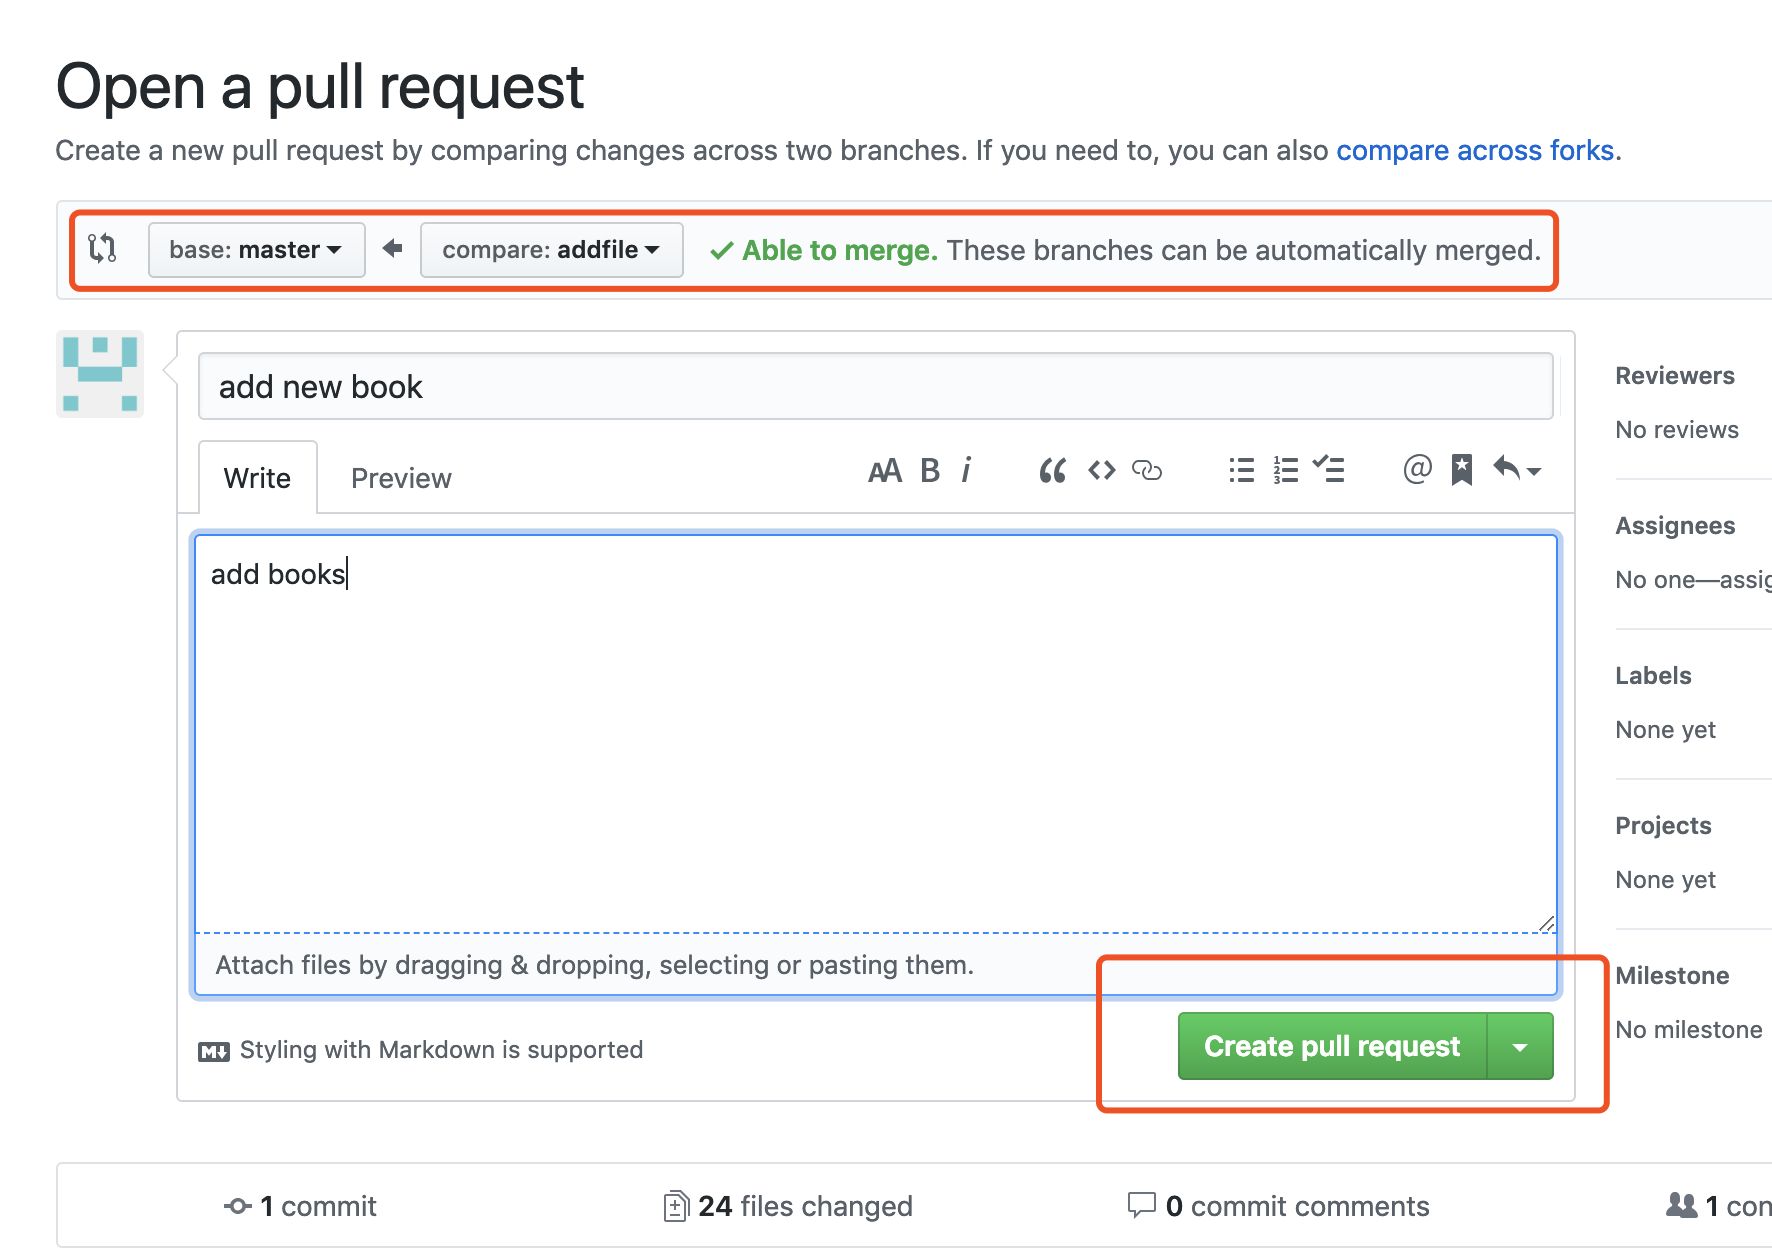 Open a pull request
Create a new pull request by comparing changes across two branches. If you need to, you can also compare across forks.
base: master compare: addfile Able to merge. These branches can be automatically merged.
add new book
Write Preview AA B i
add books
Attach files by dragging & dropping, selecting or pasting them.
Styling with Markdown is supported
Create pull request
Reviewers
No reviews
Assignees
No one—assig
Labels
None yet
Projects
None yet
Milestone
No milestone
1 commit 24 files changed 0 commit comments 1 con